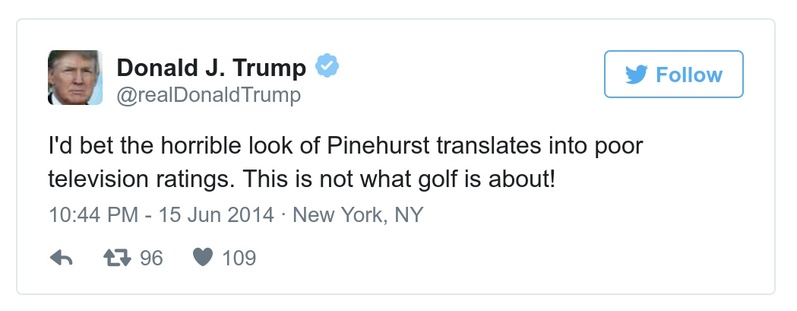 Donald J. Trump
Follow
@realDonaldTrump
I'd bet the horrible look of Pinehurst translates into poor
television ratings. This is not what golf is about!
10:44 PM - 15 Jun 2014 · New York, NY
96 109